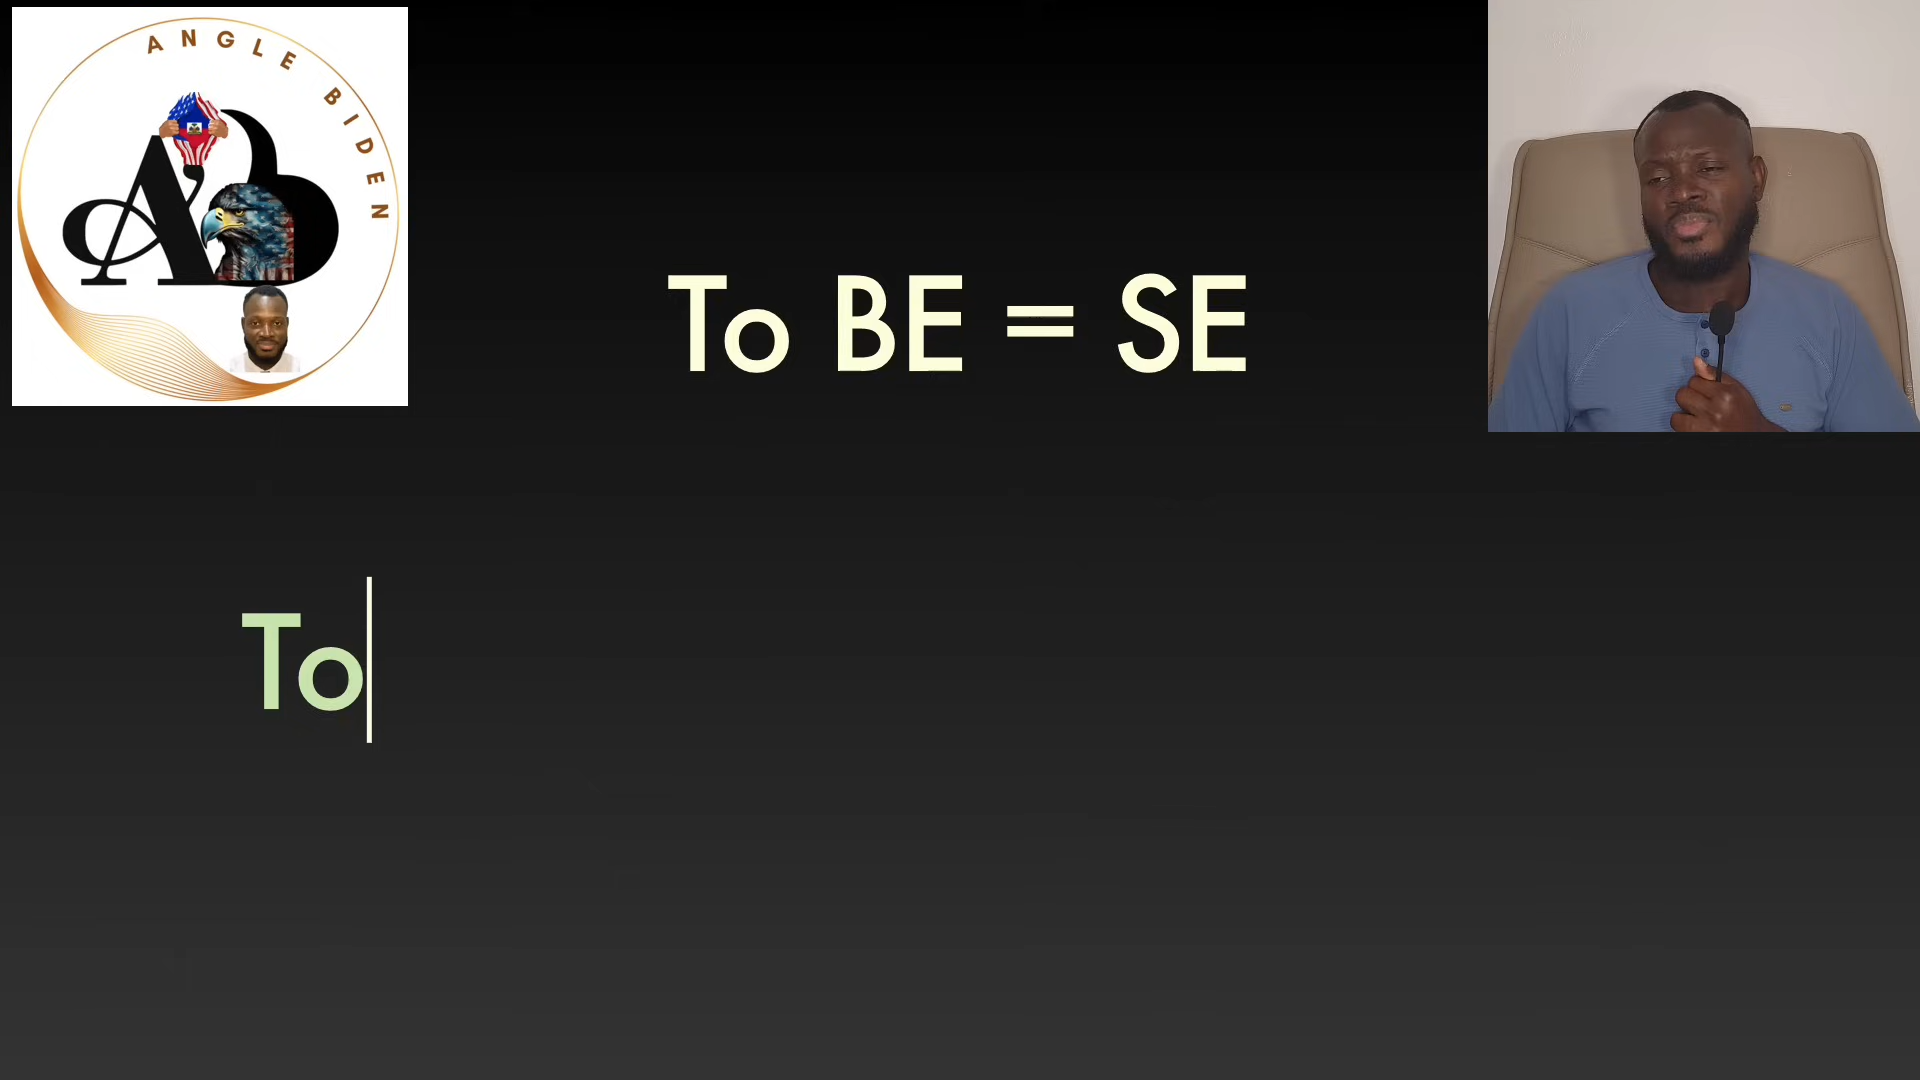 ANGLE BIDEN
To BE = SE
To